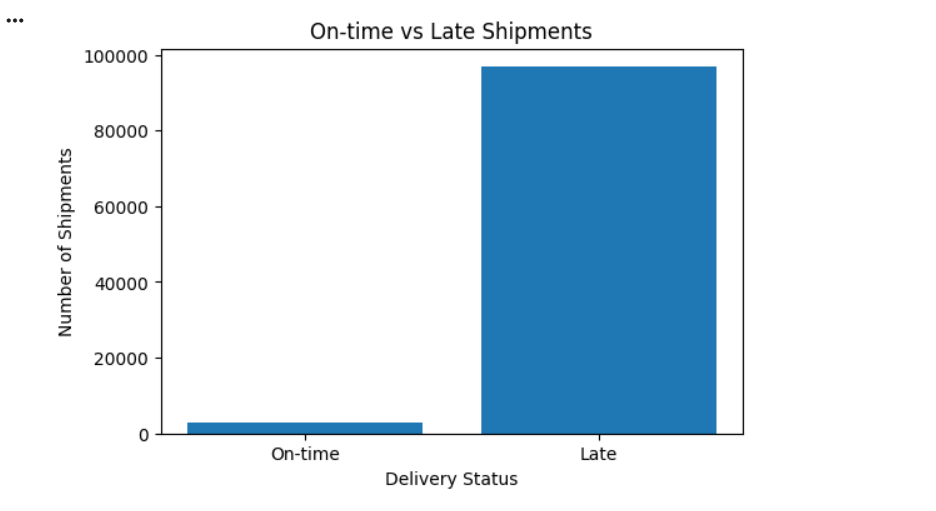 ...
On-time vs Late Shipments
100000
80000
60000
40000
20000
0
Number of Shipments
On-time Late
Delivery Status